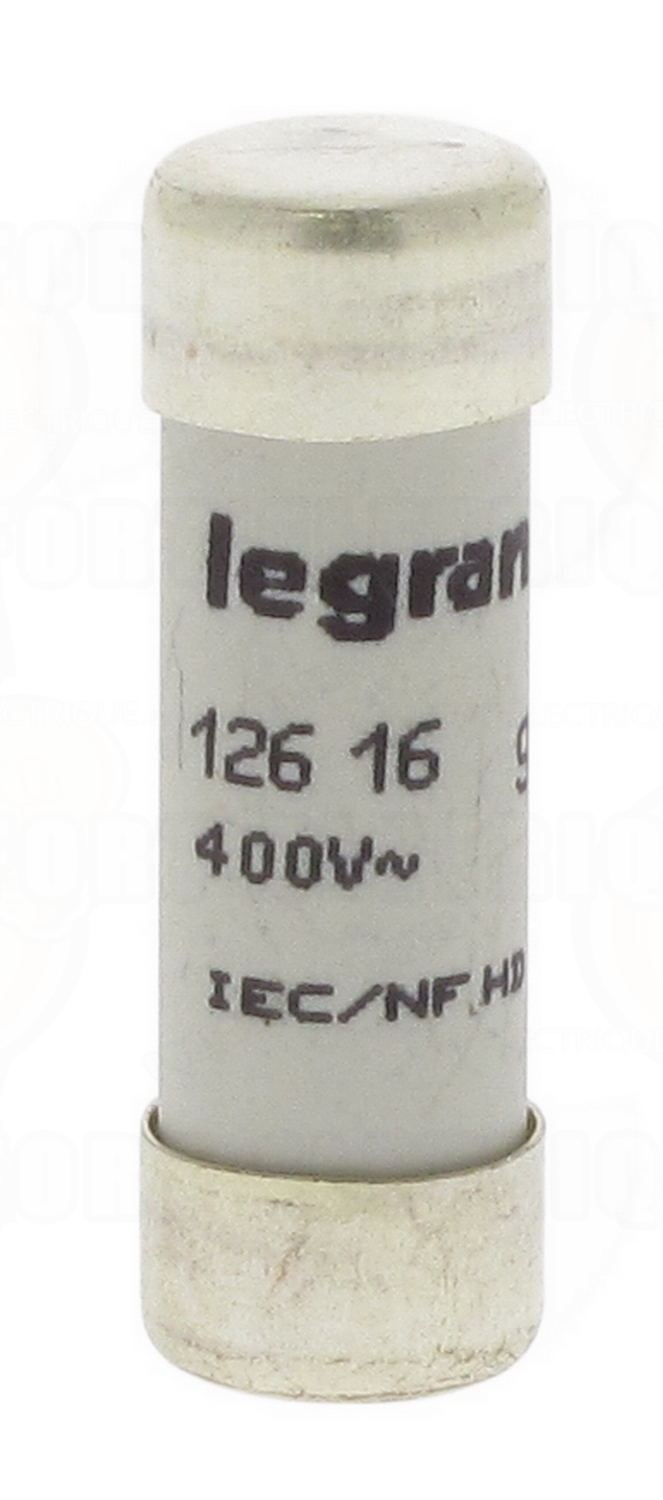 legran
126 16 g
400V~
IEC/NF HD